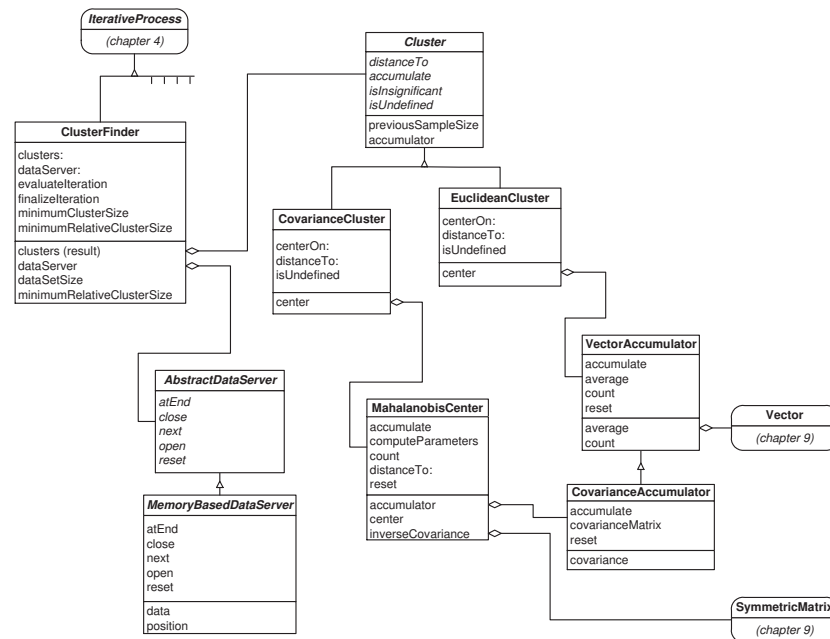 IterativeProcess
(chapter 4)
ClusterFinder
clusters:
dataServer:
evaluateIteration
finalizeIteration
minimumClusterSize
minimumRelativeClusterSize
clusters (result)
dataServer
dataSetSize
minimumRelativeClusterSize
Cluster
distanceTo
accumulate
isInsignificant
isUndefined
previousSampleSize
accumulator
CovarianceCluster
centerOn:
distanceTo:
isUndefined
center
EuclideanCluster
centerOn:
distanceTo:
isUndefined
center
AbstractDataServer
atEnd
close
next
open
reset
MemoryBasedDataServer
atEnd
close
next
open
reset
data
position
MahalanobisCenter
accumulate
computeParameters
count
distanceTo:
reset
accumulator
center
inverseCovariance
VectorAccumulator
accumulate
average
count
reset
average
count
Vector
(chapter 9)
CovarianceAccumulator
accumulate
covarianceMatrix
reset
covariance
SymmetricMatrix
(chapter 9)